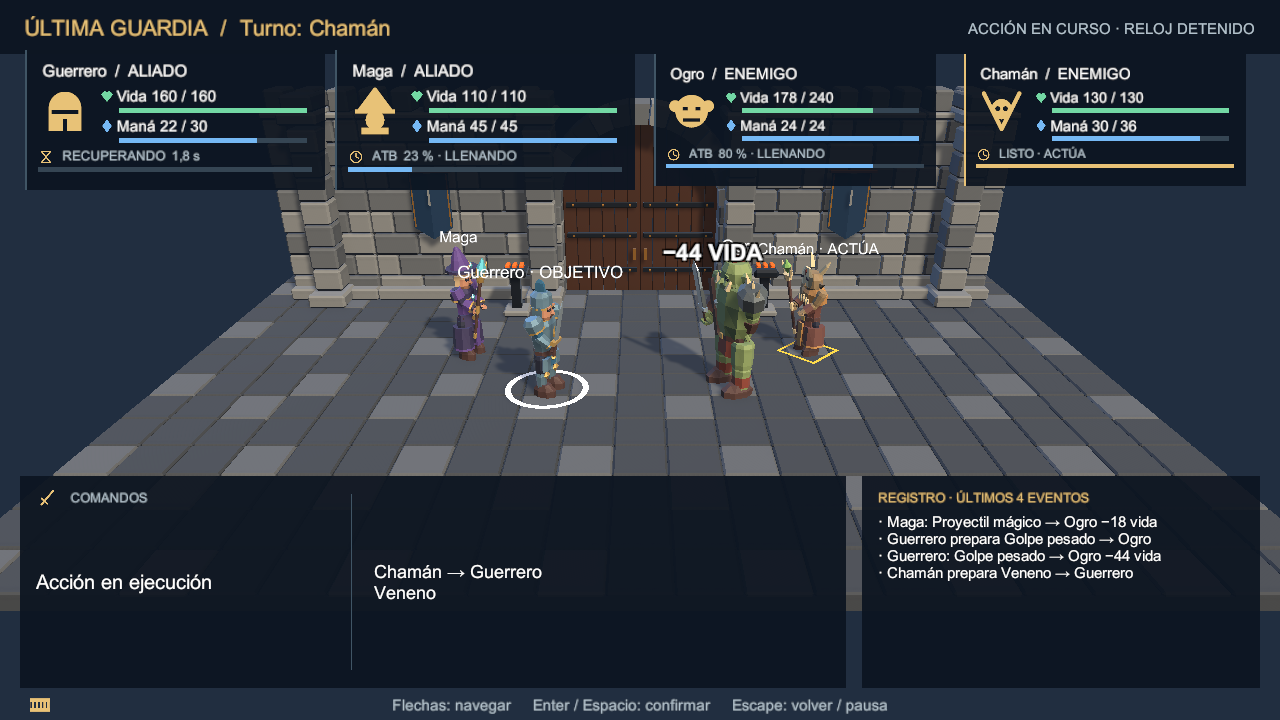 ÚLTIMA GUARDIA / Turno: Chamán
ACCIÓN EN CURSO · RELOJ DETENIDO
Guerrero / ALIADO
Vida 160 / 160
Maná 22 / 30
RECUPERANDO 1,8 s
Maga / ALIADO
Vida 110 / 110
Maná 45 / 45
ATB 23 % · LLENANDO
Ogro / ENEMIGO
Vida 178 / 240
Maná 24 / 24
ATB 80 % · LLENANDO
Chamán / ENEMIGO
Vida 130 / 130
Maná 30 / 36
LISTO · ACTÚA
Maga
Guerrero · OBJETIVO
−44 VIDA
Chamán · ACTÚA
COMANDOS
Acción en ejecución
Chamán → Guerrero
Veneno
REGISTRO · ÚLTIMOS 4 EVENTOS
· Maga: Proyectil mágico → Ogro −18 vida
· Guerrero prepara Golpe pesado → Ogro
· Guerrero: Golpe pesado → Ogro −44 vida
· Chamán prepara Veneno → Guerrero
Flechas: navegar Enter / Espacio: confirmar Escape: volver / pausa